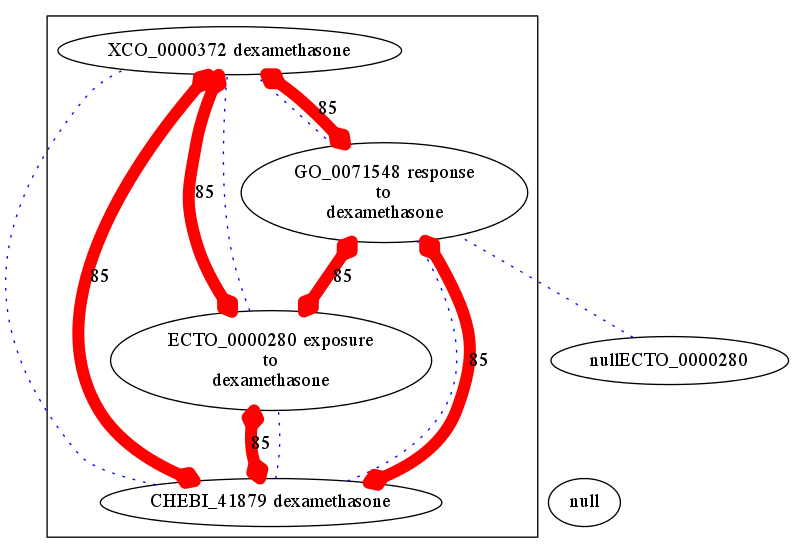 XCO_0000372 dexamethasone
85
GO_0071548 response
to
dexamethasone
85
85
85
ECTO_0000280 exposure
to
dexamethasone
85
nullECTO_0000280
85
CHEBI_41879 dexamethasone
null